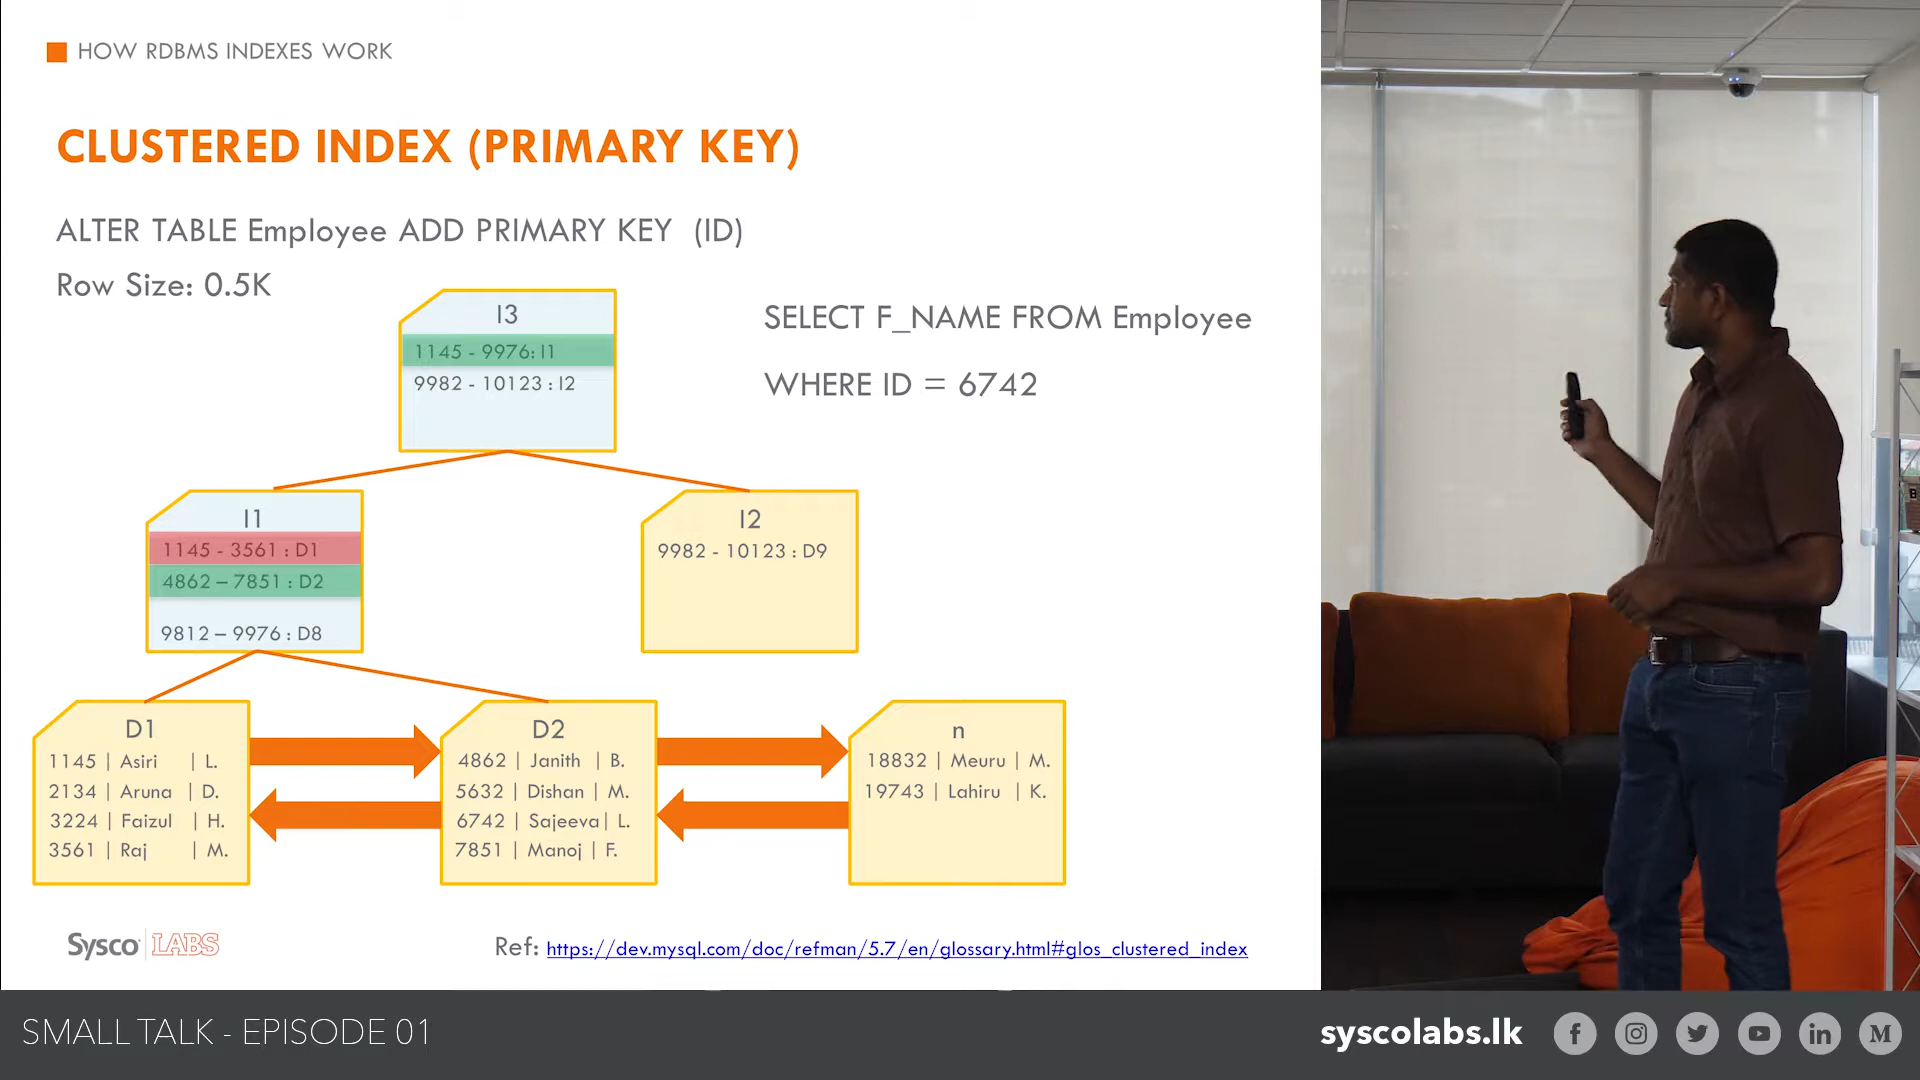 HOW RDBMS INDEXES WORK
CLUSTERED INDEX (PRIMARY KEY)
ALTER TABLE Employee ADD PRIMARY KEY (ID)
Row Size: 0.5K
SELECT F_NAME FROM Employee
WHERE ID = 6742
I3
1145 - 9976: I1
9982 - 10123 : I2
I1
1145 - 3561 : D1
4862 – 7851 : D2
9812 – 9976 : D8
I2
9982 - 10123 : D9
D1
1145 | Asiri | L.
2134 | Aruna | D.
3224 | Faizul | H.
3561 | Raj | M.
D2
4862 | Janith | B.
5632 | Dishan | M.
6742 | Sajeeva | L.
7851 | Manoj | F.
n
18832 | Meuru | M.
19743 | Lahiru | K.
Sysco LABS
Ref: https://dev.mysql.com/doc/refman/5.7/en/glossary.html#glos_clustered_index
SMALL TALK - EPISODE 01
syscolabs.lk